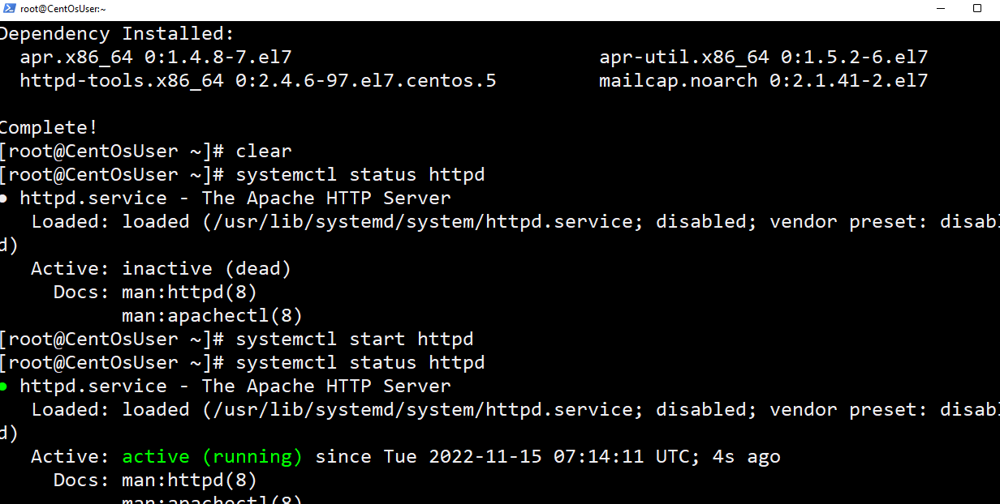 root@CentOsUser:~
Dependency Installed:
apr.x86_64 0:1.4.8-7.el7 apr-util.x86_64 0:1.5.2-6.el7
httpd-tools.x86_64 0:2.4.6-97.el7.centos.5 mailcap.noarch 0:2.1.41-2.el7
Complete!
[root@CentOsUser ~]# clear
[root@CentOsUser ~]# systemctl status httpd
● httpd.service - The Apache HTTP Server
Loaded: loaded (/usr/lib/systemd/system/httpd.service; disabled; vendor preset: disabl
d)
Active: inactive (dead)
Docs: man:httpd(8)
man:apachectl(8)
[root@CentOsUser ~]# systemctl start httpd
[root@CentOsUser ~]# systemctl status httpd
● httpd.service - The Apache HTTP Server
Loaded: loaded (/usr/lib/systemd/system/httpd.service; disabled; vendor preset: disabl
d)
Active: active (running) since Tue 2022-11-15 07:14:11 UTC; 4s ago
Docs: man:httpd(8)
man:apachectl(8)